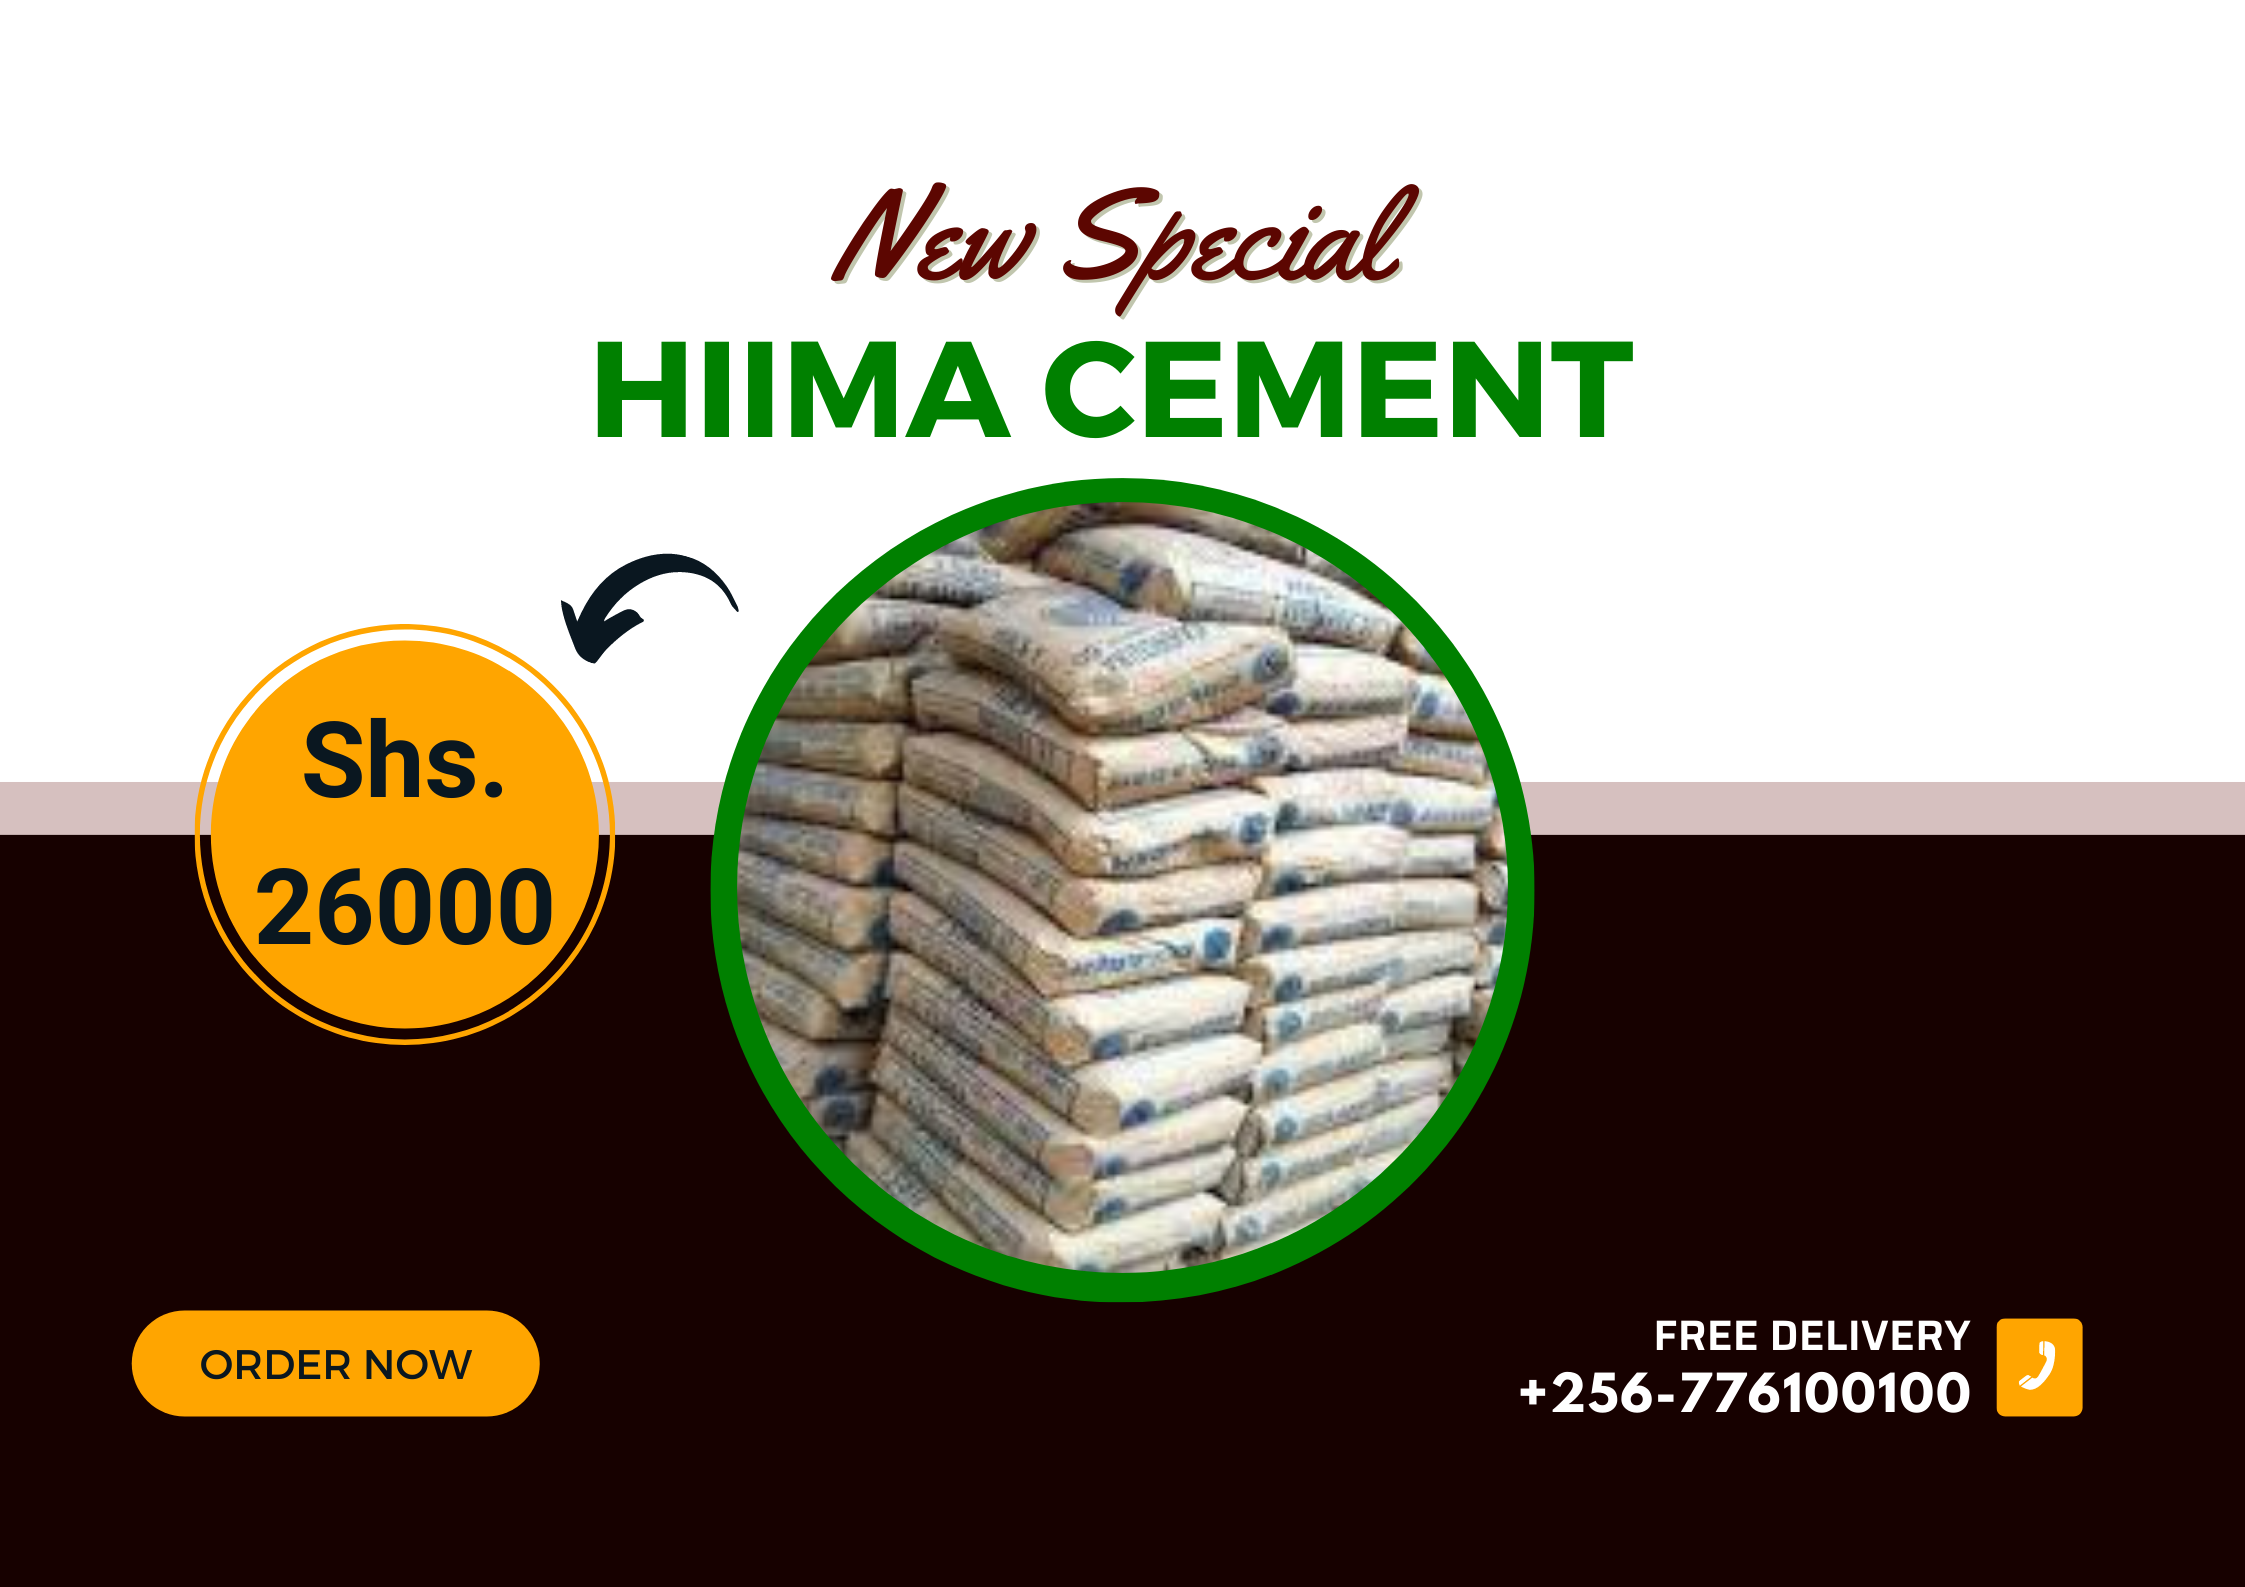 New Special
HIIMA CEMENT
Shs.
26000
ORDER NOW
FREE DELIVERY
+256-776100100